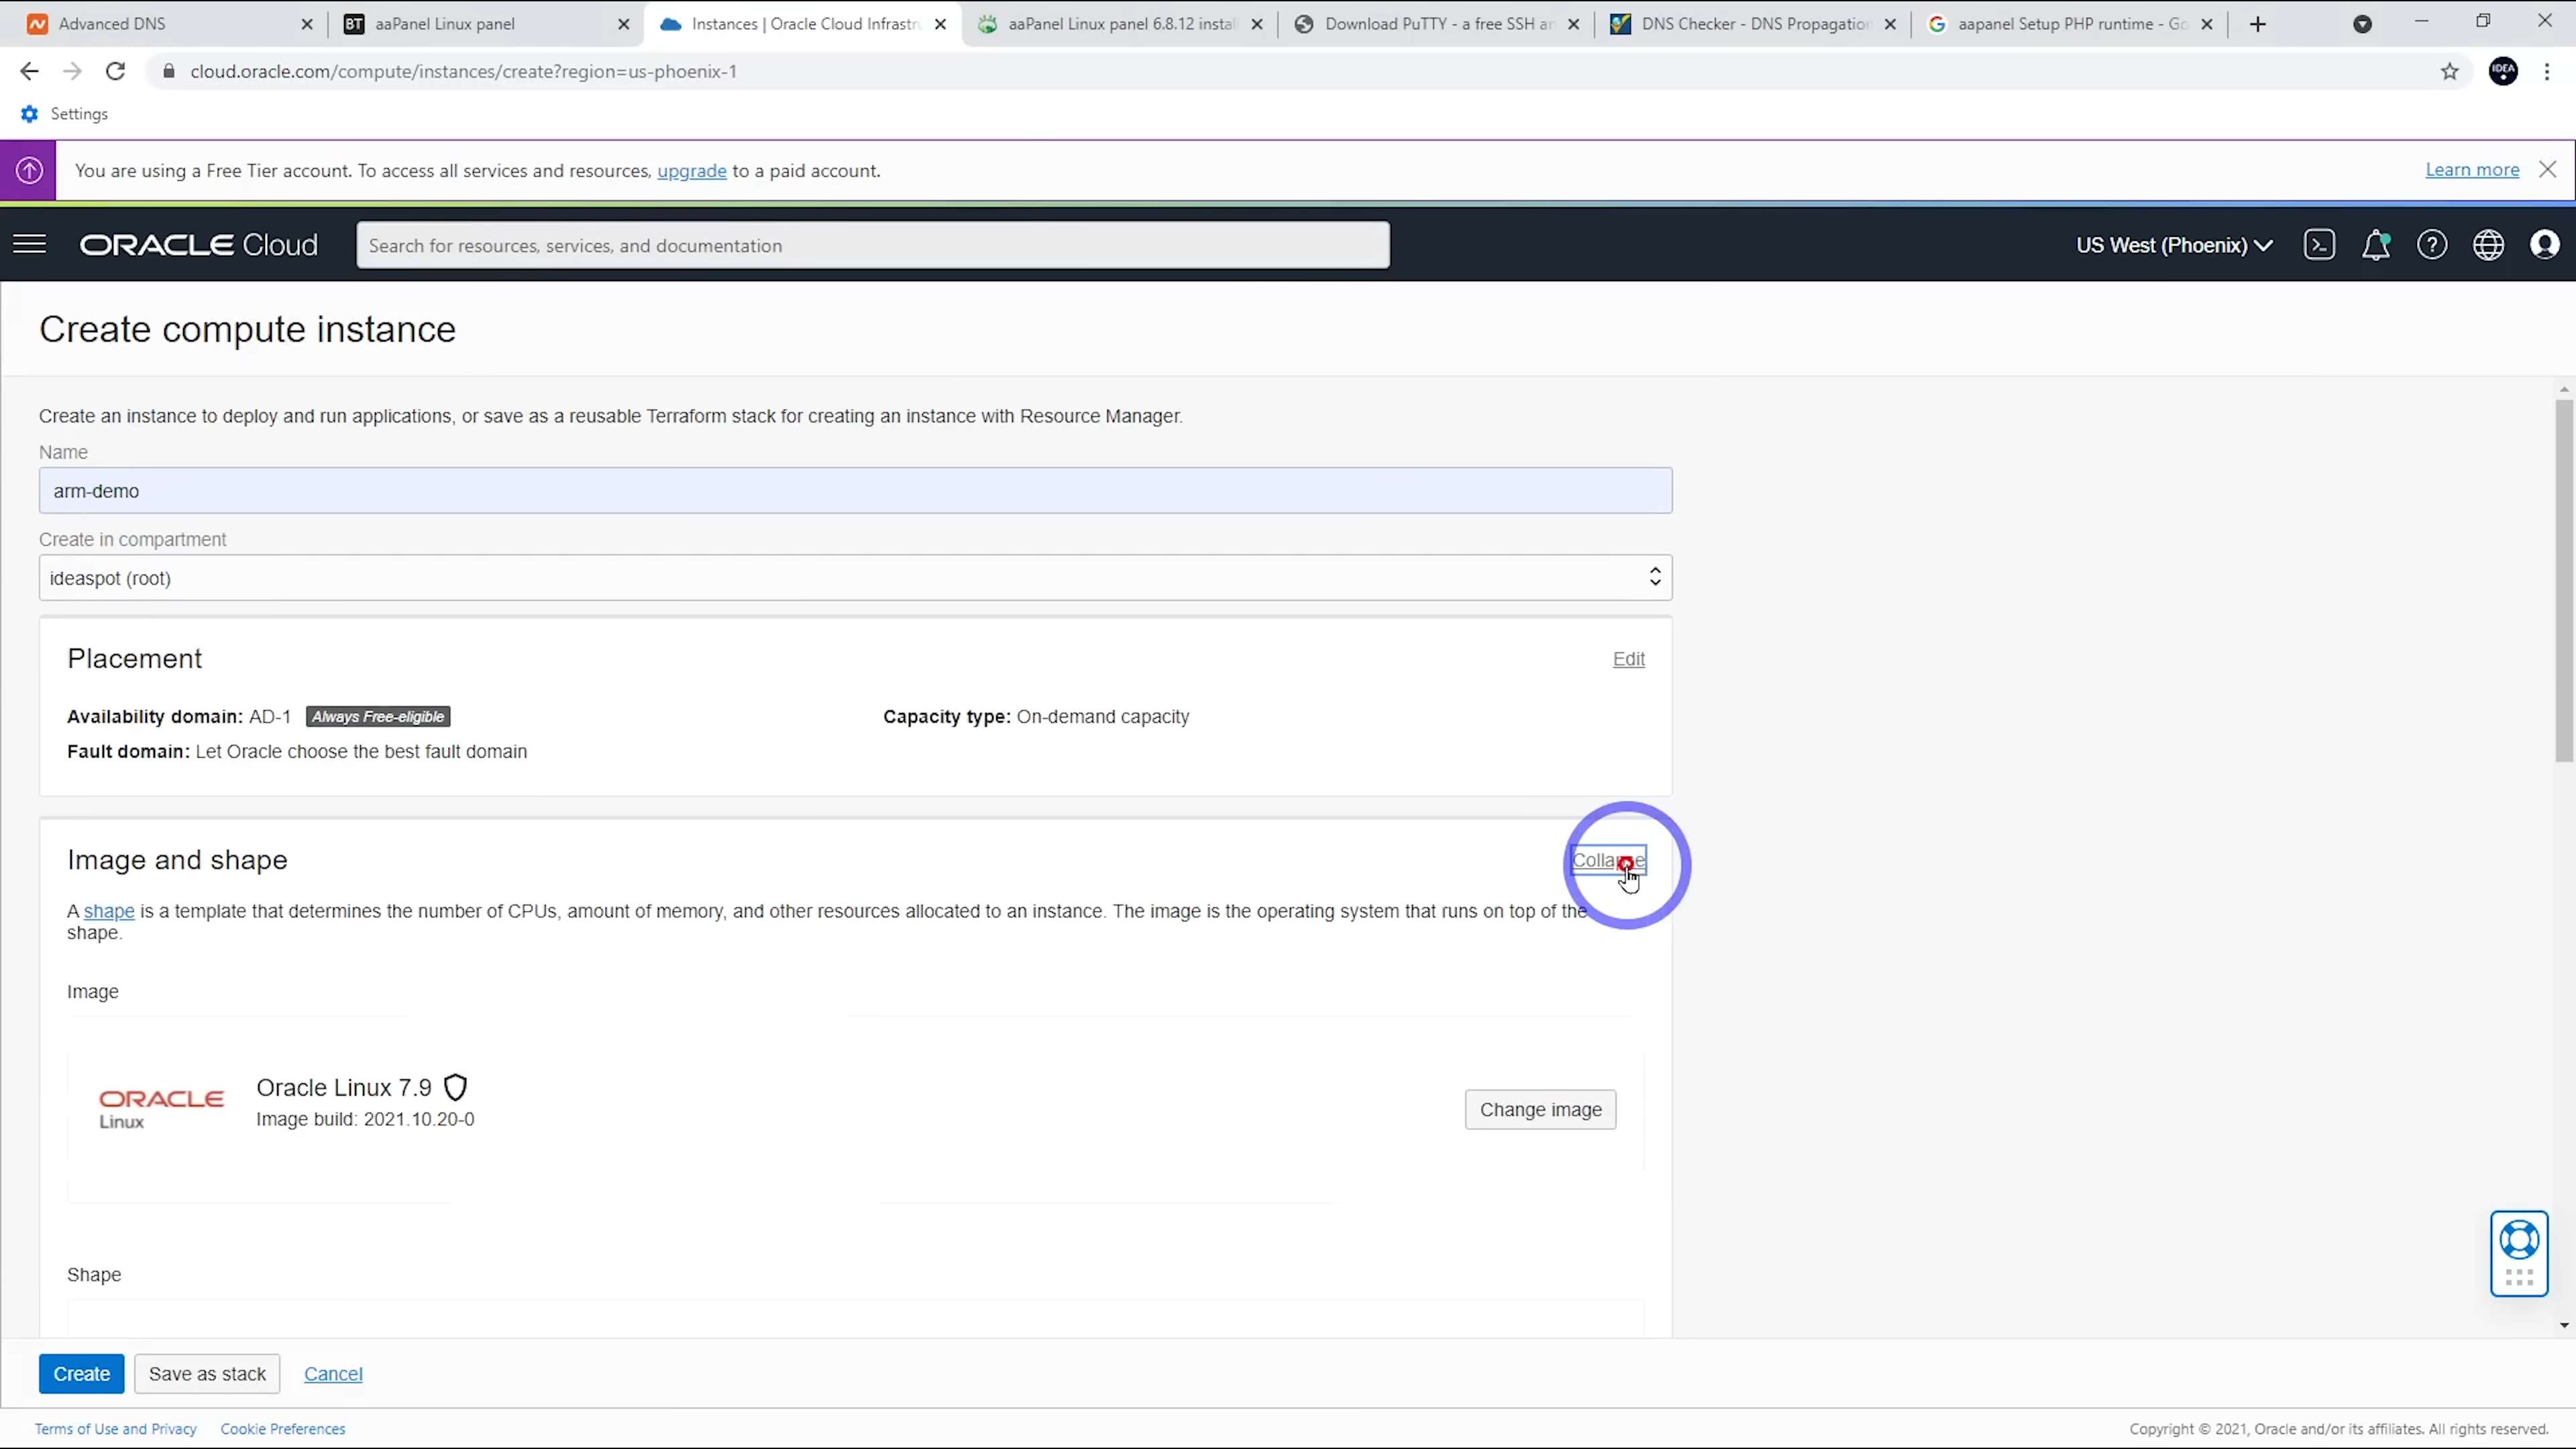 Advanced DNS
BT aaPanel Linux panel
Instances | Oracle Cloud Infrastru
aaPanel Linux panel 6.8.12 instal
Download PuTTY - a free SSH an
DNS Checker - DNS Propagation
aapanel Setup PHP runtime - Go
cloud.oracle.com/compute/instances/create?region=us-phoenix-1
IDEA
Settings
You are using a Free Tier account. To access all services and resources, upgrade to a paid account.
Learn more
ORACLE Cloud
Search for resources, services, and documentation
US West (Phoenix)
Create compute instance
Create an instance to deploy and run applications, or save as a reusable Terraform stack for creating an instance with Resource Manager.
Name
arm-demo
Create in compartment
ideaspot (root)
Placement
Edit
Availability domain: AD-1 Always Free-eligible
Capacity type: On-demand capacity
Fault domain: Let Oracle choose the best fault domain
Image and shape
Collapse
A shape is a template that determines the number of CPUs, amount of memory, and other resources allocated to an instance. The image is the operating system that runs on top of the
shape.
Image
ORACLE
Linux
Oracle Linux 7.9
Image build: 2021.10.20-0
Change image
Shape
Create
Save as stack
Cancel
Terms of Use and Privacy
Cookie Preferences
Copyright © 2021, Oracle and/or its affiliates. All rights reserved.